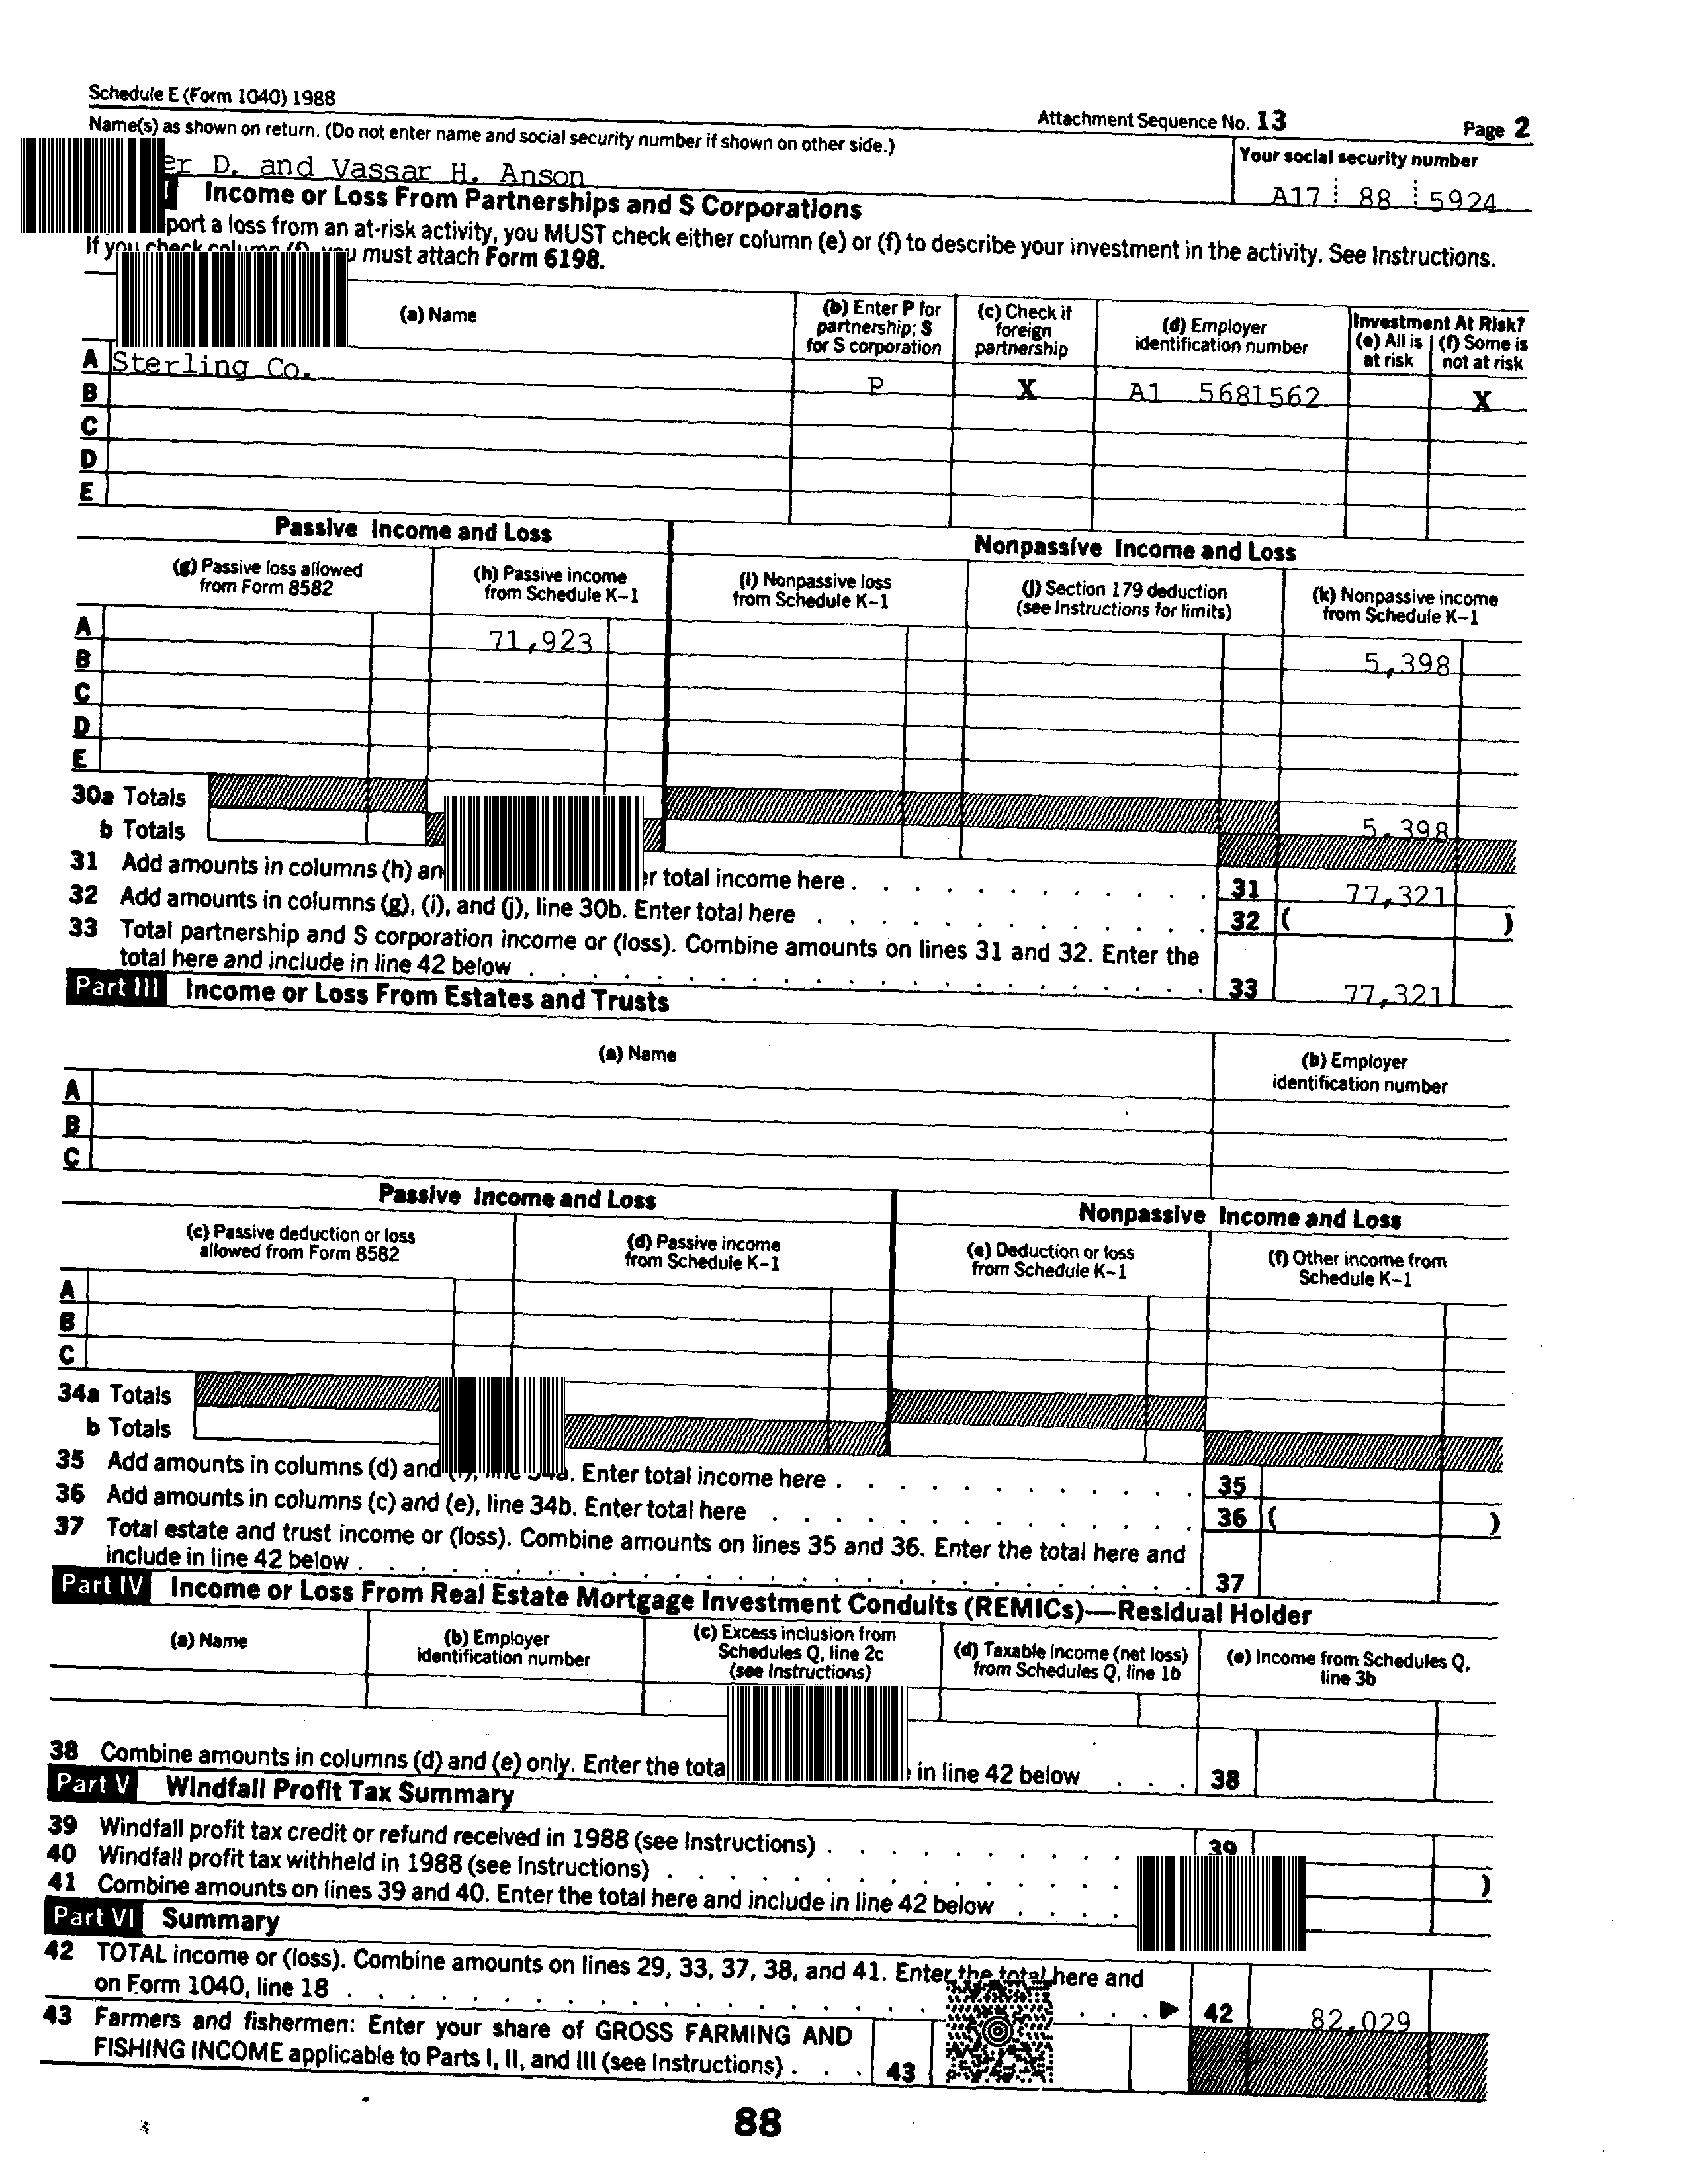 Schedule E (Form 1040) 1988
Attachment Sequence No. 13
Page 2
Name(s) as shown on return. (Do not enter name and social security number if shown on other side.)
Your social security number
D. and Vassar H. Anson
A17 88 5924
Income or Loss From Partnerships and S Corporations
a loss from an at-risk activity, you MUST check either column (e) or (f) to describe your investment in the activity. See Instructions.
If you check column (f), you must attach Form 6198.
(a) Name
(b) Enter P for partnership; S for S corporation
(c) Check if foreign partnership
(d) Employer identification number
Investment At Risk?
(e) All is at risk
(f) Some is not at risk
A Sterling Co. P X A1 5681562 X
B
C
D
E
Passive Income and Loss
Nonpassive Income and Loss
(g) Passive loss allowed from Form 8582
(h) Passive income from Schedule K-1
(i) Nonpassive loss from Schedule K-1
(j) Section 179 deduction (see Instructions for limits)
(k) Nonpassive income from Schedule K-1
A 71,923 5,398
B
C
D
E
30a Totals 5,398
b Totals
31 Add amounts in columns (h) total income here. 31 77,321
32 Add amounts in columns (g), (i), and (j), line 30b. Enter total here 32 ( )
33 Total partnership and S corporation income or (loss). Combine amounts on lines 31 and 32. Enter the
total here and include in line 42 below 33 77,321
Part III Income or Loss From Estates and Trusts
(a) Name
(b) Employer identification number
A
B
C
Passive Income and Loss
Nonpassive Income and Loss
(c) Passive deduction or loss allowed from Form 8582
(d) Passive income from Schedule K-1
(e) Deduction or loss from Schedule K-1
(f) Other income from Schedule K-1
A
B
C
34a Totals
b Totals
35 Add amounts in columns (d) and Enter total income here 35
36 Add amounts in columns (c) and (e), line 34b. Enter total here 36 ( )
37 Total estate and trust income or (loss). Combine amounts on lines 35 and 36. Enter the total here and
include in line 42 below 37
Part IV Income or Loss From Real Estate Mortgage Investment Conduits (REMICs)—Residual Holder
(a) Name
(b) Employer identification number
(c) Excess inclusion from Schedules Q, line 2c (see Instructions)
(d) Taxable income (net loss) from Schedules Q, line 1b
(e) Income from Schedules Q, line 3b
38 Combine amounts in columns (d) and (e) only. Enter the in line 42 below 38
Part V Windfall Profit Tax Summary
39 Windfall profit tax credit or refund received in 1988 (see Instructions) 39
40 Windfall profit tax withheld in 1988 (see Instructions) )
41 Combine amounts on lines 39 and 40. Enter the total here and include in line 42 below
Part VI Summary
42 TOTAL income or (loss). Combine amounts on lines 29, 33, 37, 38, and 41. Enter the total here and
on Form 1040, line 18 42 82,029
43 Farmers and fishermen: Enter your share of GROSS FARMING AND
FISHING INCOME applicable to Parts I, II, and III (see Instructions) 43
88